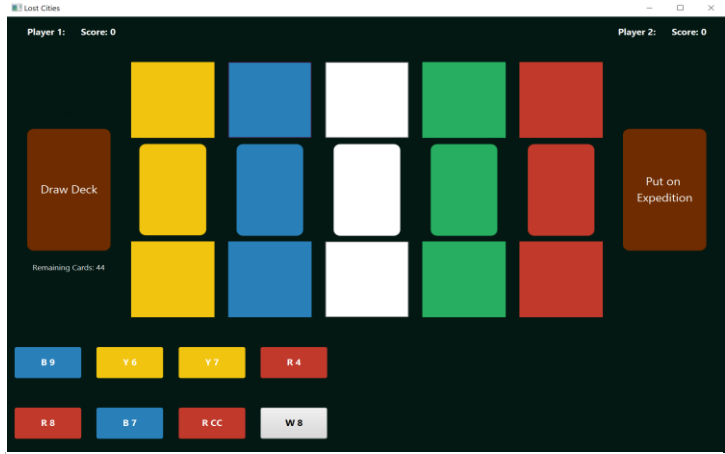 Lost Cities
Player 1: Score: 0
Player 2: Score: 0
Draw Deck
Put on
Expedition
Remaining Cards: 44
B 9
Y 6
Y 7
R 4
R 8
B 7
R CC
W 8